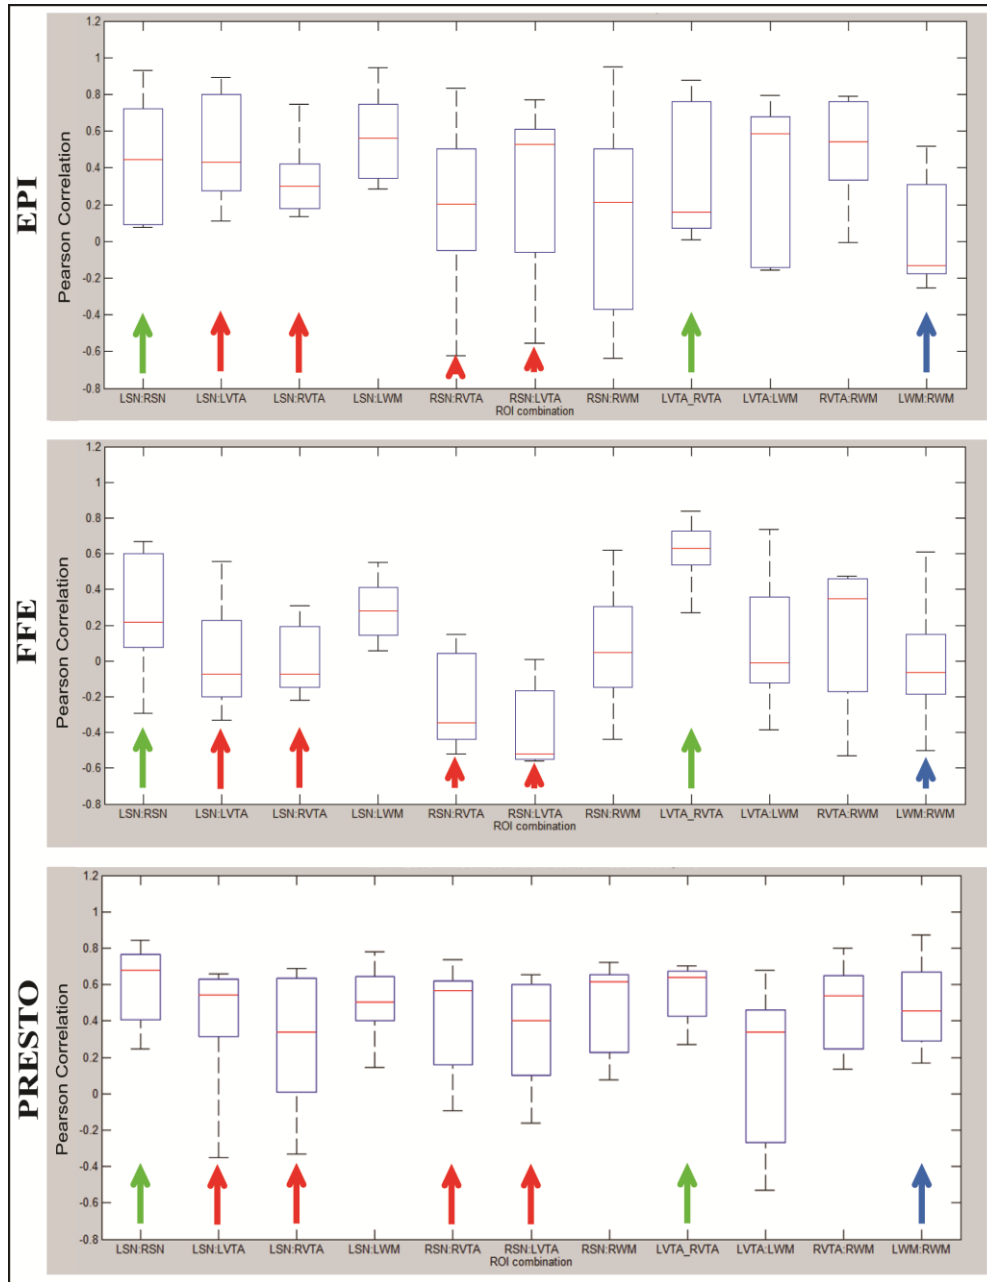 EPI
Pearson Correlation
1.2
1
0.8
0.6
0.4
0.2
0
-0.2
-0.4
-0.6
-0.8
LSN:RSN LSN:LVTA LSN:RVTA LSN:LWM RSN:RVTA RSN:LVTA RSN:RWM LVTA_RVTA LVTA:LWM RVTA:RWM LWM:RWM
ROI combination
FFE
Pearson Correlation
1.2
1
0.8
0.6
0.4
0.2
0
-0.2
-0.4
-0.6
-0.8
LSN:RSN LSN:LVTA LSN:RVTA LSN:LWM RSN:RVTA RSN:LVTA RSN:RWM LVTA_RVTA LVTA:LWM RVTA:RWM LWM:RWM
ROI combination
PRESTO
Pearson Correlation
1.2
1
0.8
0.6
0.4
0.2
0
-0.2
-0.4
-0.6
-0.8
LSN:RSN LSN:LVTA LSN:RVTA LSN:LWM RSN:RVTA RSN:LVTA RSN:RWM LVTA_RVTA LVTA:LWM RVTA:RWM LWM:RWM
ROI combination